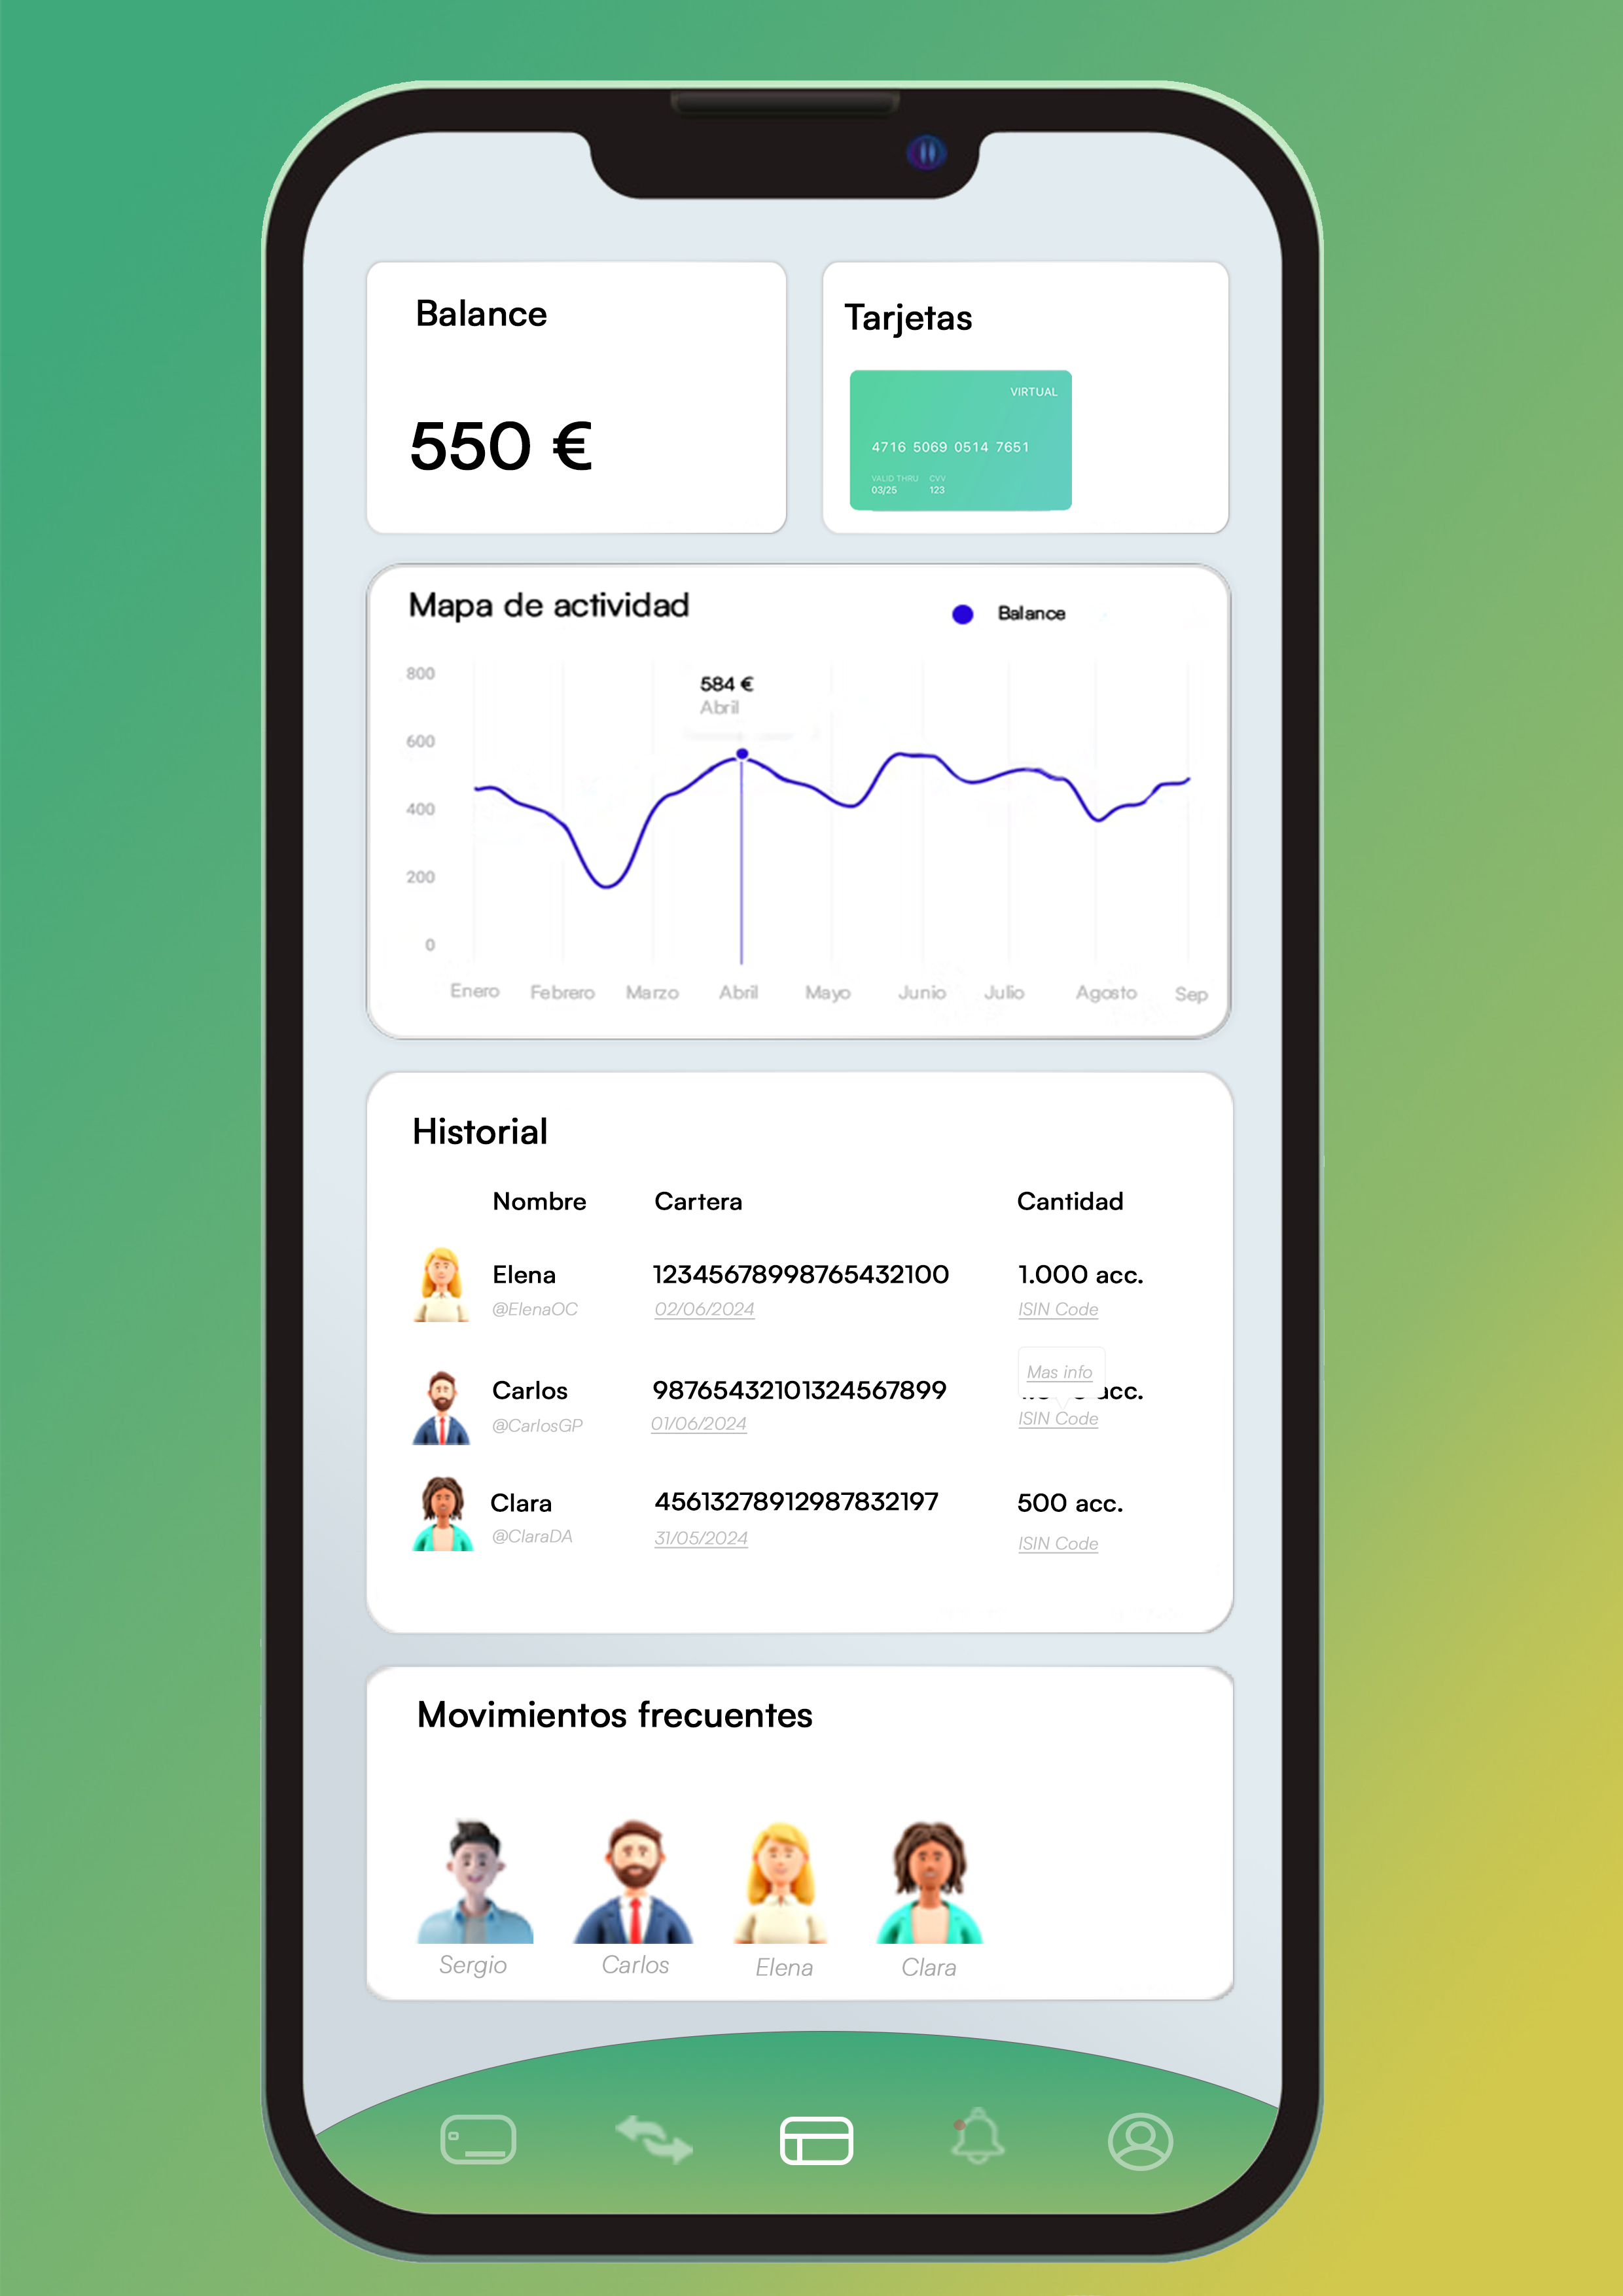 Balance
550 €
Tarjetas
VIRTUAL
4716 5069 0514 7651
VALID THRU CVV
03/25 123
Mapa de actividad
Balance
584 €
Abril
800
600
400
200
0
Enero Febrero Marzo Abril Mayo Junio Julio Agosto Sep
Historial
Nombre Cartera Cantidad
Elena 12345678998765432100 1.000 acc.
@ElenaOC 02/06/2024 ISIN Code
Mas info
Carlos 98765432101324567899 acc.
@CarlosGP 01/06/2024 ISIN Code
Clara 45613278912987832197 500 acc.
@ClaraDA 31/05/2024 ISIN Code
Movimientos frecuentes
Sergio Carlos Elena Clara